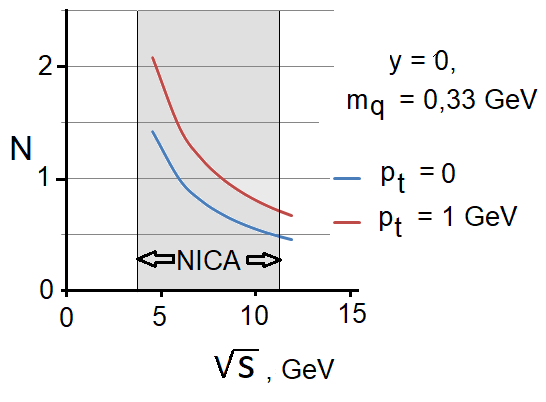 y = 0,
m_q = 0,33 GeV
N
2
1
0
p_t = 0
p_t = 1 GeV
NICA
0
5
10
15
√s , GeV